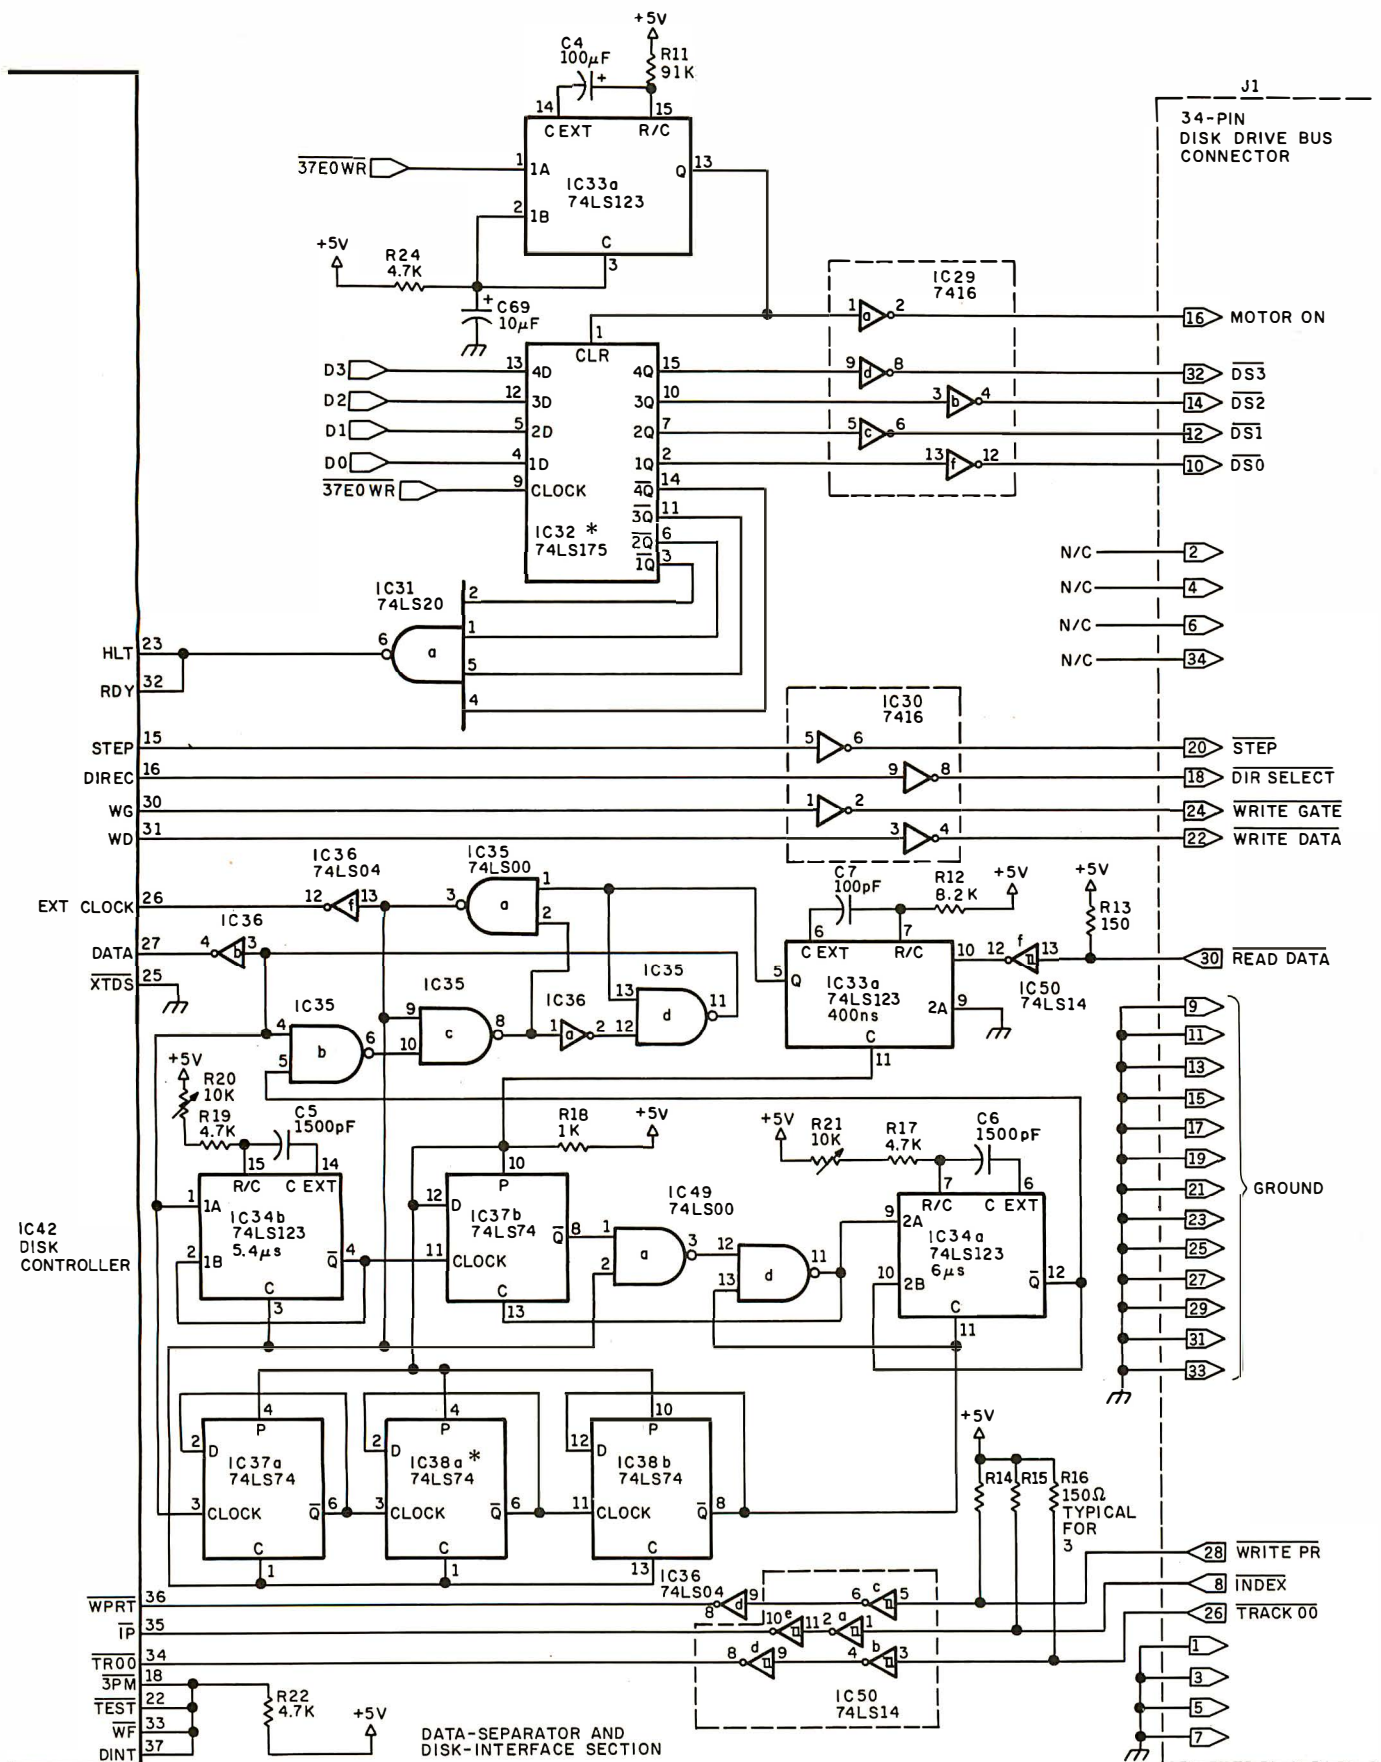 +5V
C4
100µF
+
R11
91K
J1
34-PIN
DISK DRIVE BUS
CONNECTOR
14
15
C EXT
R/C
37E0WR
1
1A
Q
13
IC33a
74LS123
2
1B
C
3
+5V
R24
4.7K
+
C69
10µF
IC29
7416
1
a
2
16
MOTOR ON
1
CLR
D3
13
4D
4Q
15
9
d
8
32
DS3
D2
12
3D
3Q
10
3
b
4
14
DS2
D1
5
2D
2Q
7
5
c
6
12
DS1
D0
4
1D
1Q
2
13
f
12
10
DS0
37E0WR
9
CLOCK
4Q
14
3Q
11
IC32 *
74LS175
2Q
6
1Q
3
N/C
2
N/C
4
N/C
6
N/C
34
IC31
74LS20
2
1
6
a
5
4
HLT
23
RDY
32
IC30
7416
STEP
15
5
6
20
STEP
DIREC
16
9
8
18
DIR SELECT
WG
30
1
2
24
WRITE GATE
WD
31
3
4
22
WRITE DATA
IC36
74LS04
IC35
74LS00
EXT CLOCK
26
12
f
13
3
a
1
2
C7
100pF
R12
8.2K
+5V
+5V
R13
150
IC36
DATA
27
4
b
3
6
7
C EXT
R/C
10
12
f
13
30
READ DATA
IC50
74LS14
XTDS
25
5
Q
IC33a
74LS123
400ns
2A
9
C
11
IC35
4
5
b
6
IC35
9
10
c
8
IC36
1
a
2
IC35
13
12
d
11
9
11
13
15
17
19
21
23
25
27
29
31
33
GROUND
+5V
R20
10K
R19
4.7K
C5
1500pF
R18
1K
+5V
+5V
R21
10K
R17
4.7K
C6
1500pF
15
14
R/C
C EXT
1
1A
IC34b
74LS123
5.4µs
2
1B
Q
4
C
3
10
P
12
D
IC37b
74LS74
Q
8
11
CLOCK
C
13
IC49
74LS00
1
2
a
3
12
13
d
11
7
6
R/C
C EXT
9
2A
IC34a
74LS123
6µs
10
2B
Q
12
C
11
IC42
DISK
CONTROLLER
4
P
2
D
IC37a
74LS74
3
CLOCK
Q
6
C
1
4
P
2
D
IC38a *
74LS74
3
CLOCK
Q
6
C
1
10
P
12
D
IC38b
74LS74
11
CLOCK
Q
8
C
13
+5V
R14
R15
R16
150Ω
TYPICAL
FOR
3
IC36
74LS04
WPRT
36
8
d
9
6
c
5
28
WRITE PR
IP
35
10
e
11
2
a
1
8
INDEX
TR00
34
8
d
9
4
b
3
26
TRACK 00
IC50
74LS14
3PM
18
TEST
22
WF
33
DINT
37
R22
4.7K
+5V
1
3
5
7
DATA-SEPARATOR AND
DISK-INTERFACE SECTION